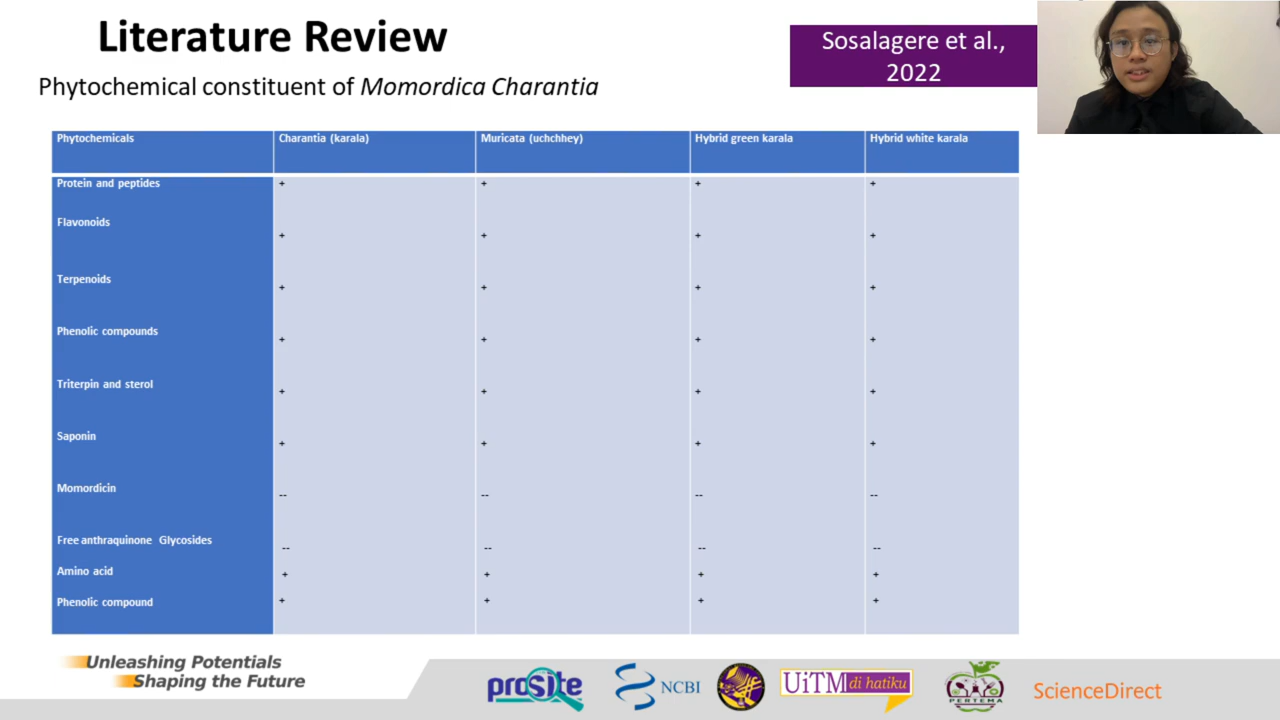 Literature Review
Sosalagere et al.,
2022
Phytochemical constituent of Momordica Charantia
Phytochemicals Charantia (karala) Muricata (uchchhey) Hybrid green karala Hybrid white karala
Protein and peptides + + + +
Flavonoids + + + +
Terpenoids + + + +
Phenolic compounds + + + +
Triterpin and sterol + + + +
Saponin + + + +
Momordicin -- -- -- --
Free anthraquinone Glycosides -- -- -- --
Amino acid + + + +
Phenolic compound + + + +
Unleashing Potentials
Shaping the Future
prosite
NCBI
UiTM di hatiku
PERTEMA
ScienceDirect